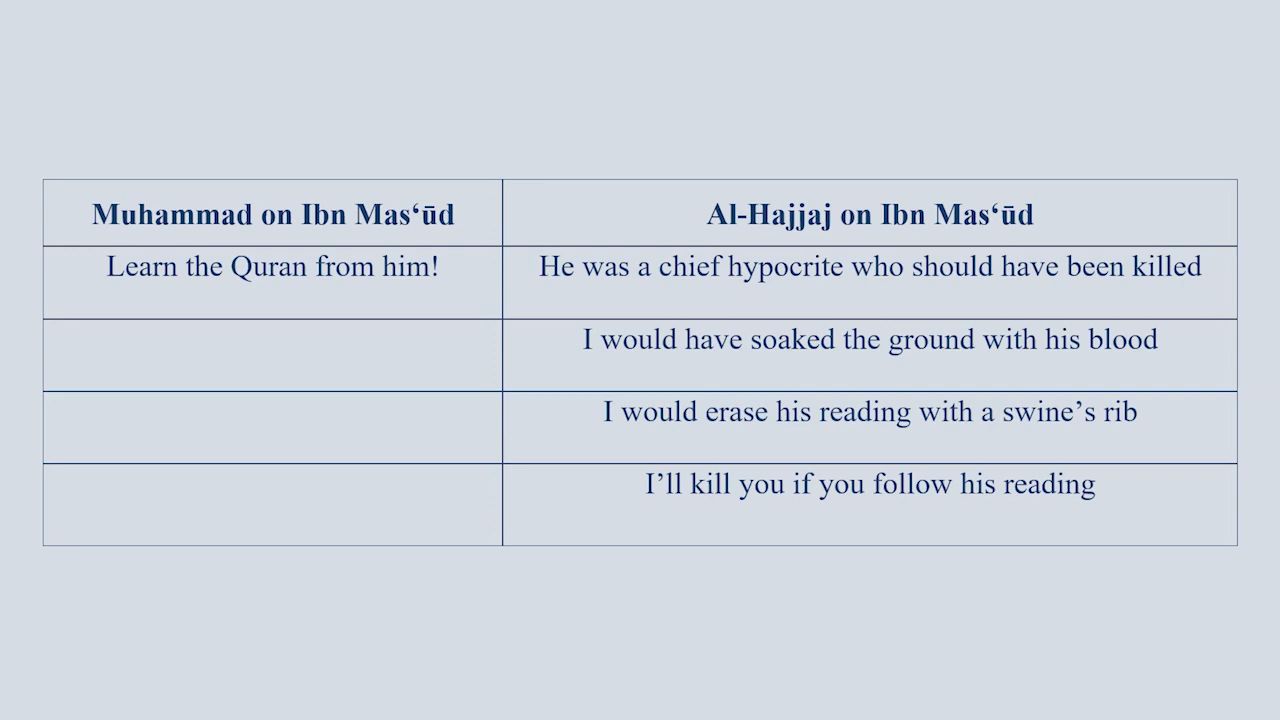 Muhammad on Ibn Mas‘ūd
Al-Hajjaj on Ibn Mas‘ūd
Learn the Quran from him!
He was a chief hypocrite who should have been killed
I would have soaked the ground with his blood
I would erase his reading with a swine’s rib
I’ll kill you if you follow his reading